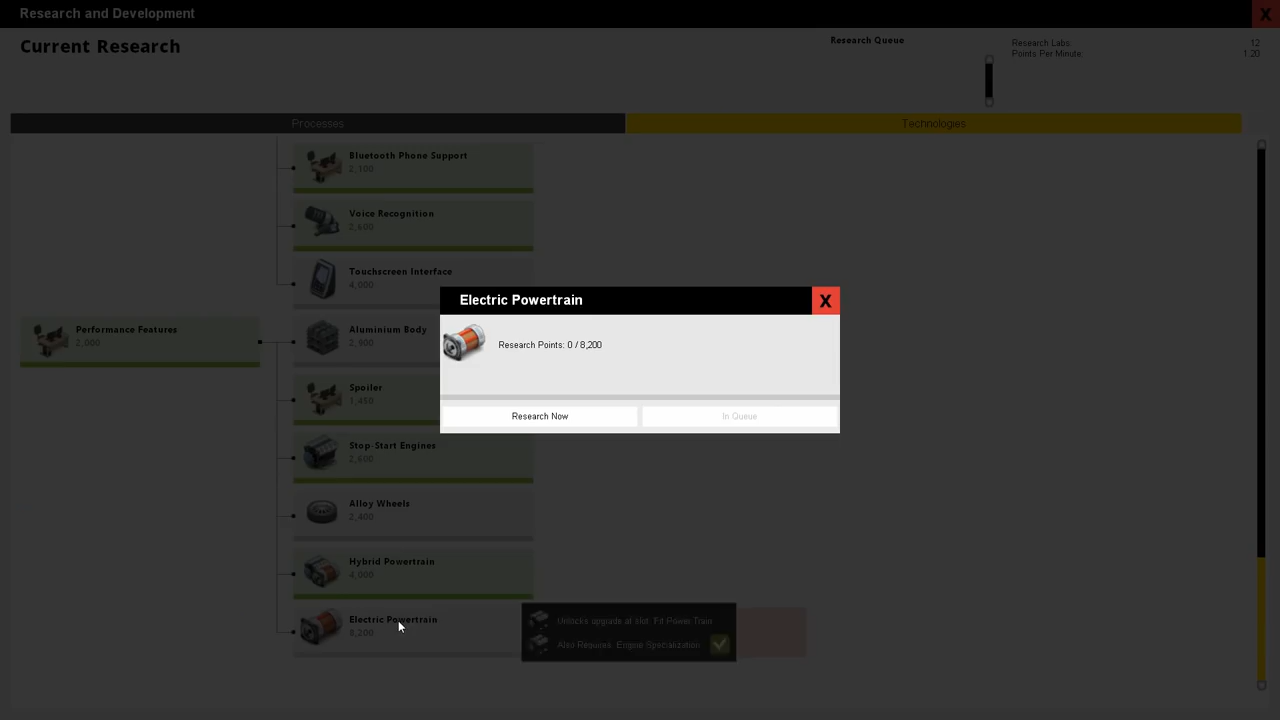 Research and Development
X
Current Research
Research Queue
Research Labs: 12
Points Per Minute: 1.20
Processes
Technologies
Bluetooth Phone Support
2,100
Voice Recognition
2,600
Touchscreen Interface
4,000
Performance Features
2,000
Aluminium Body
2,900
Spoiler
1,450
Stop-Start Engines
2,600
Alloy Wheels
2,400
Hybrid Powertrain
4,000
Electric Powertrain
8,200
Electric Powertrain
X
Research Points: 0 / 8,200
Research Now
In Queue
Unlocks upgrade at slot 'Fit Power Train'
Also Requires: Engine Specialization